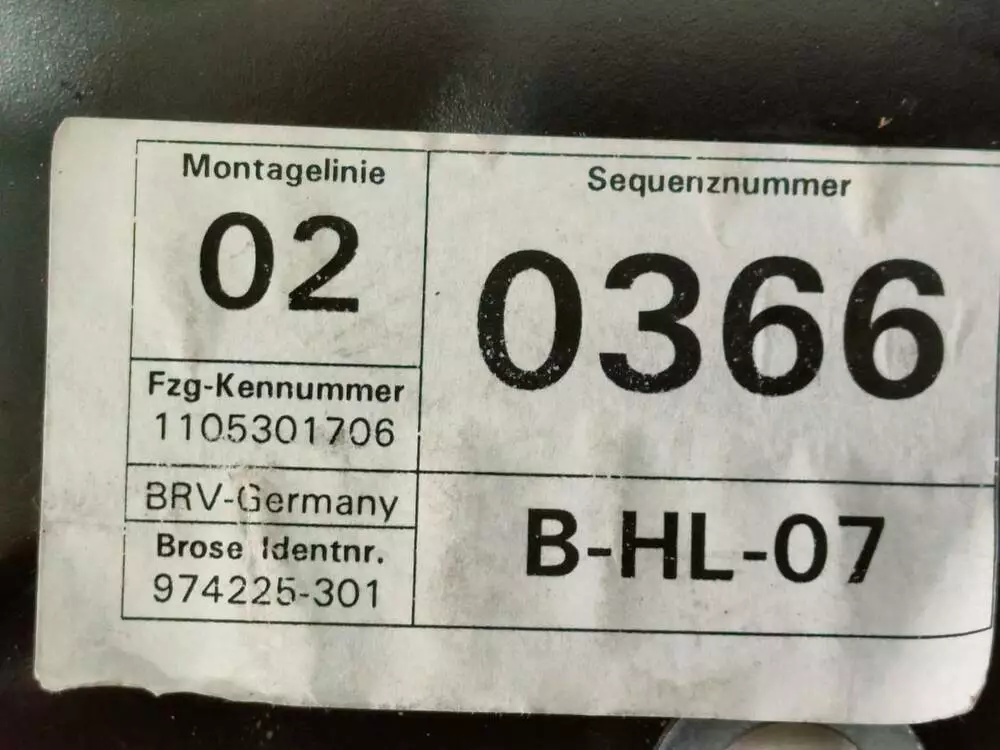 Montagelinie
02
Sequenznummer
0366
Fzg-Kennummer
1105301706
BRV-Germany
Brose Identnr.
974225-301
B-HL-07